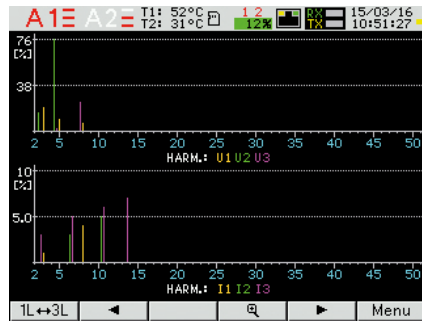 A1 A2 T1: 52°C 1 2 RX 15/03/16
T2: 31°C 12% TX 10:51:27
76
[%]
38
2 5 10 15 20 25 30 35 40 45 50
HARM.: U1 U2 U3
10
[%]
5.0
2 5 10 15 20 25 30 35 40 45 50
HARM.: I1 I2 I3
1L↔3L Menu